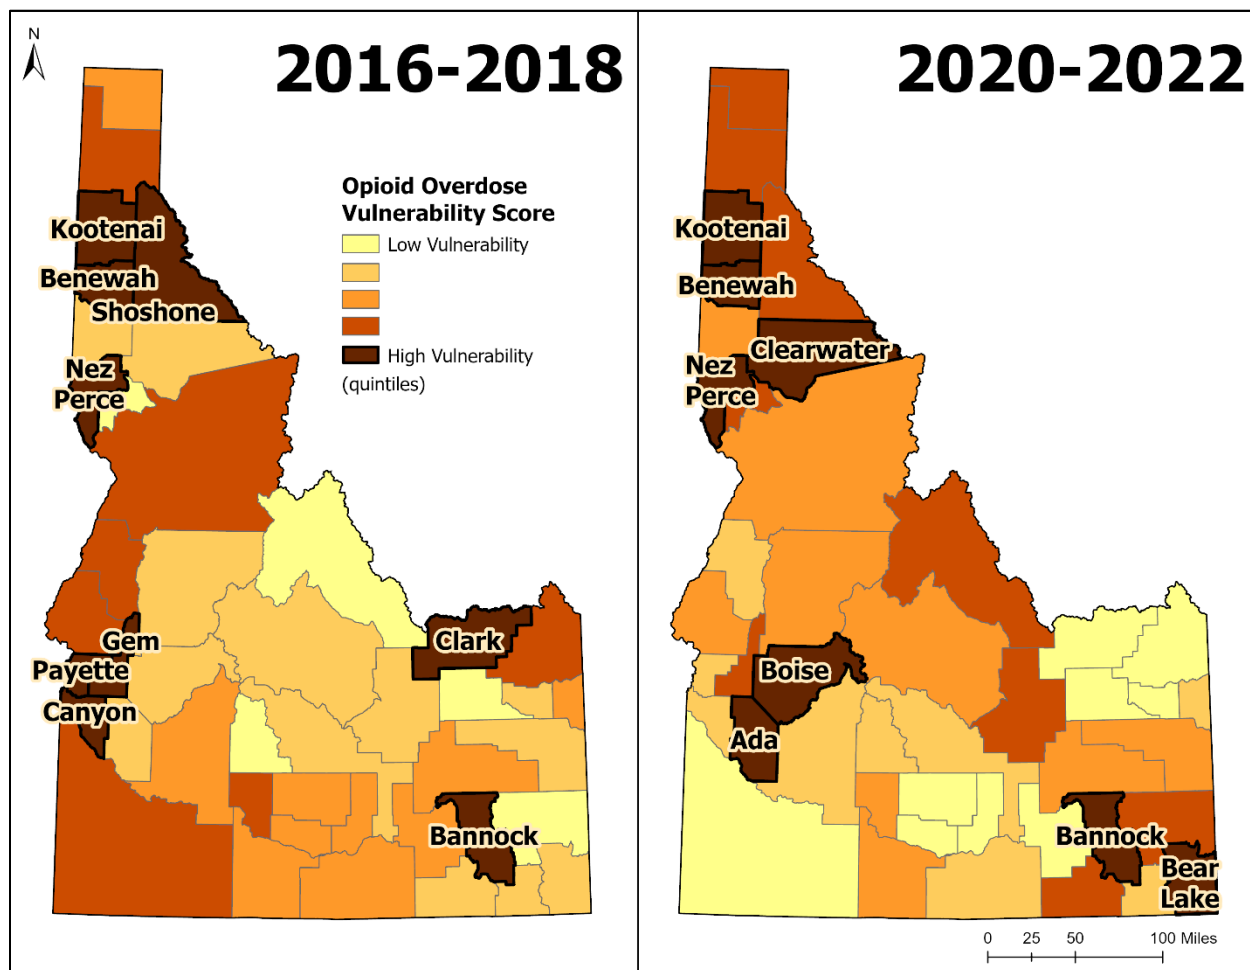 N
2016-2018
Opioid Overdose
Vulnerability Score
Low Vulnerability
High Vulnerability
(quintiles)
Kootenai
Benewah
Shoshone
Nez
Perce
Gem
Payette
Canyon
Clark
Bannock
2020-2022
Kootenai
Benewah
Clearwater
Nez
Perce
Boise
Ada
Bannock
Bear
Lake
0 25 50 100 Miles